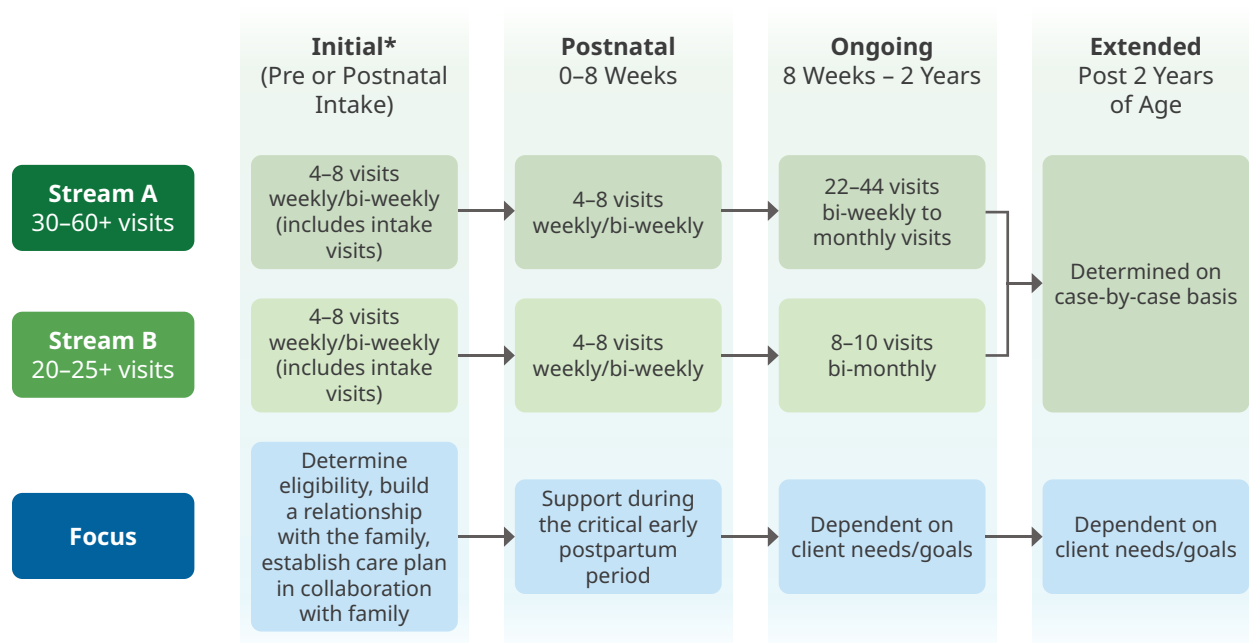 Initial*
(Pre or Postnatal
Intake)
Postnatal
0–8 Weeks
Ongoing
8 Weeks – 2 Years
Extended
Post 2 Years
of Age
Stream A
30–60+ visits
4–8 visits
weekly/bi-weekly
(includes intake
visits)
4–8 visits
weekly/bi-weekly
22–44 visits
bi-weekly to
monthly visits
Determined on
case-by-case basis
Stream B
20–25+ visits
4–8 visits
weekly/bi-weekly
(includes intake
visits)
4–8 visits
weekly/bi-weekly
8–10 visits
bi-monthly
Focus
Determine
eligibility, build
a relationship
with the family,
establish care plan
in collaboration
with family
Support during
the critical early
postpartum
period
Dependent on
client needs/goals
Dependent on
client needs/goals